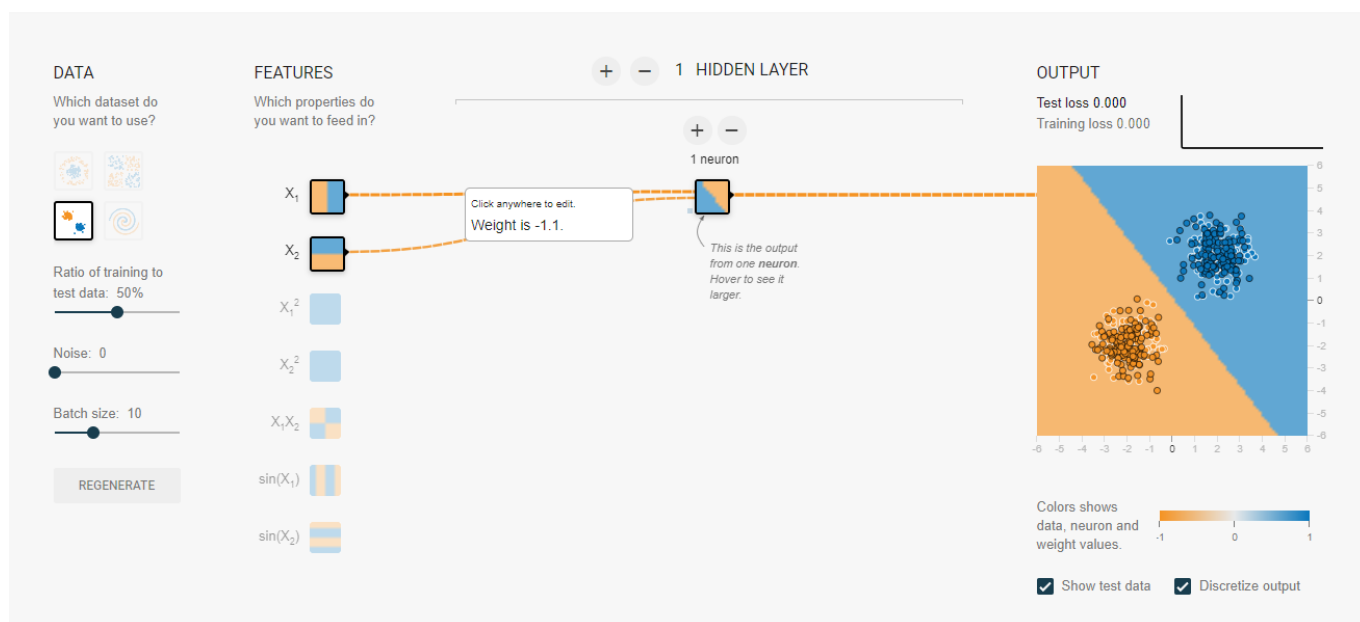 DATA
Which dataset do
you want to use?
Ratio of training to
test data: 50%
Noise: 0
Batch size: 10
REGENERATE
FEATURES
Which properties do
you want to feed in?
X1
X2
X1²
X2²
X1X2
sin(X1)
sin(X2)
+ − 1 HIDDEN LAYER
+ −
1 neuron
Click anywhere to edit.
Weight is -1.1.
This is the output
from one neuron.
Hover to see it
larger.
OUTPUT
Test loss 0.000
Training loss 0.000
6
5
4
3
2
1
0
-1
-2
-3
-4
-5
-6
-6 -5 -4 -3 -2 -1 0 1 2 3 4 5 6
Colors shows
data, neuron and
weight values.
-1 0 1
Show test data
Discretize output